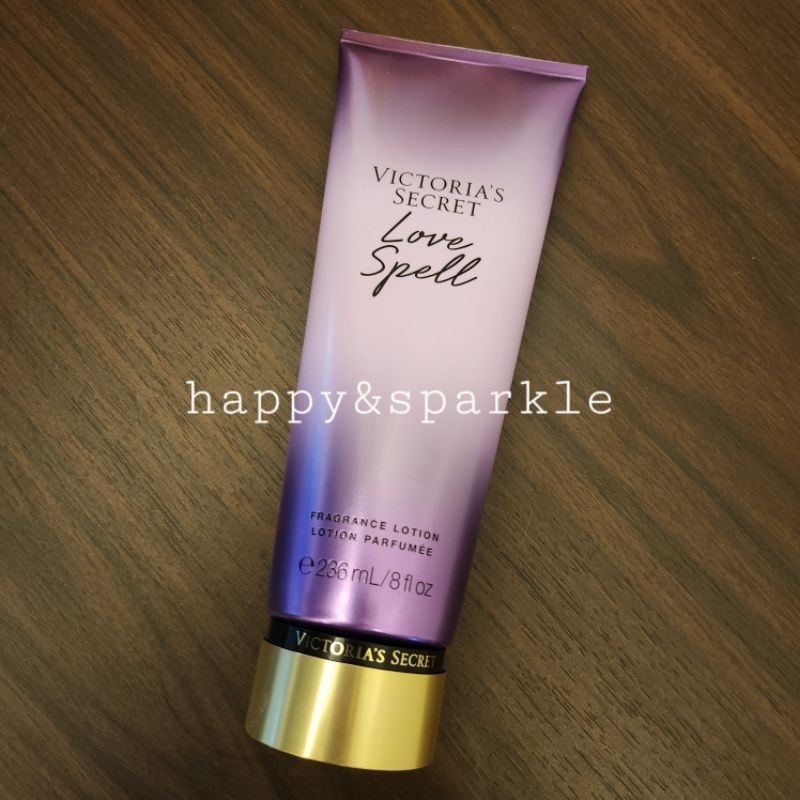 VICTORIA'S
SECRET
Love
Spell
happy&sparkle
FRAGRANCE LOTION
LOTION PARFUMÉE
℮236 mL/8 fl oz
VICTORIA'S SECRET